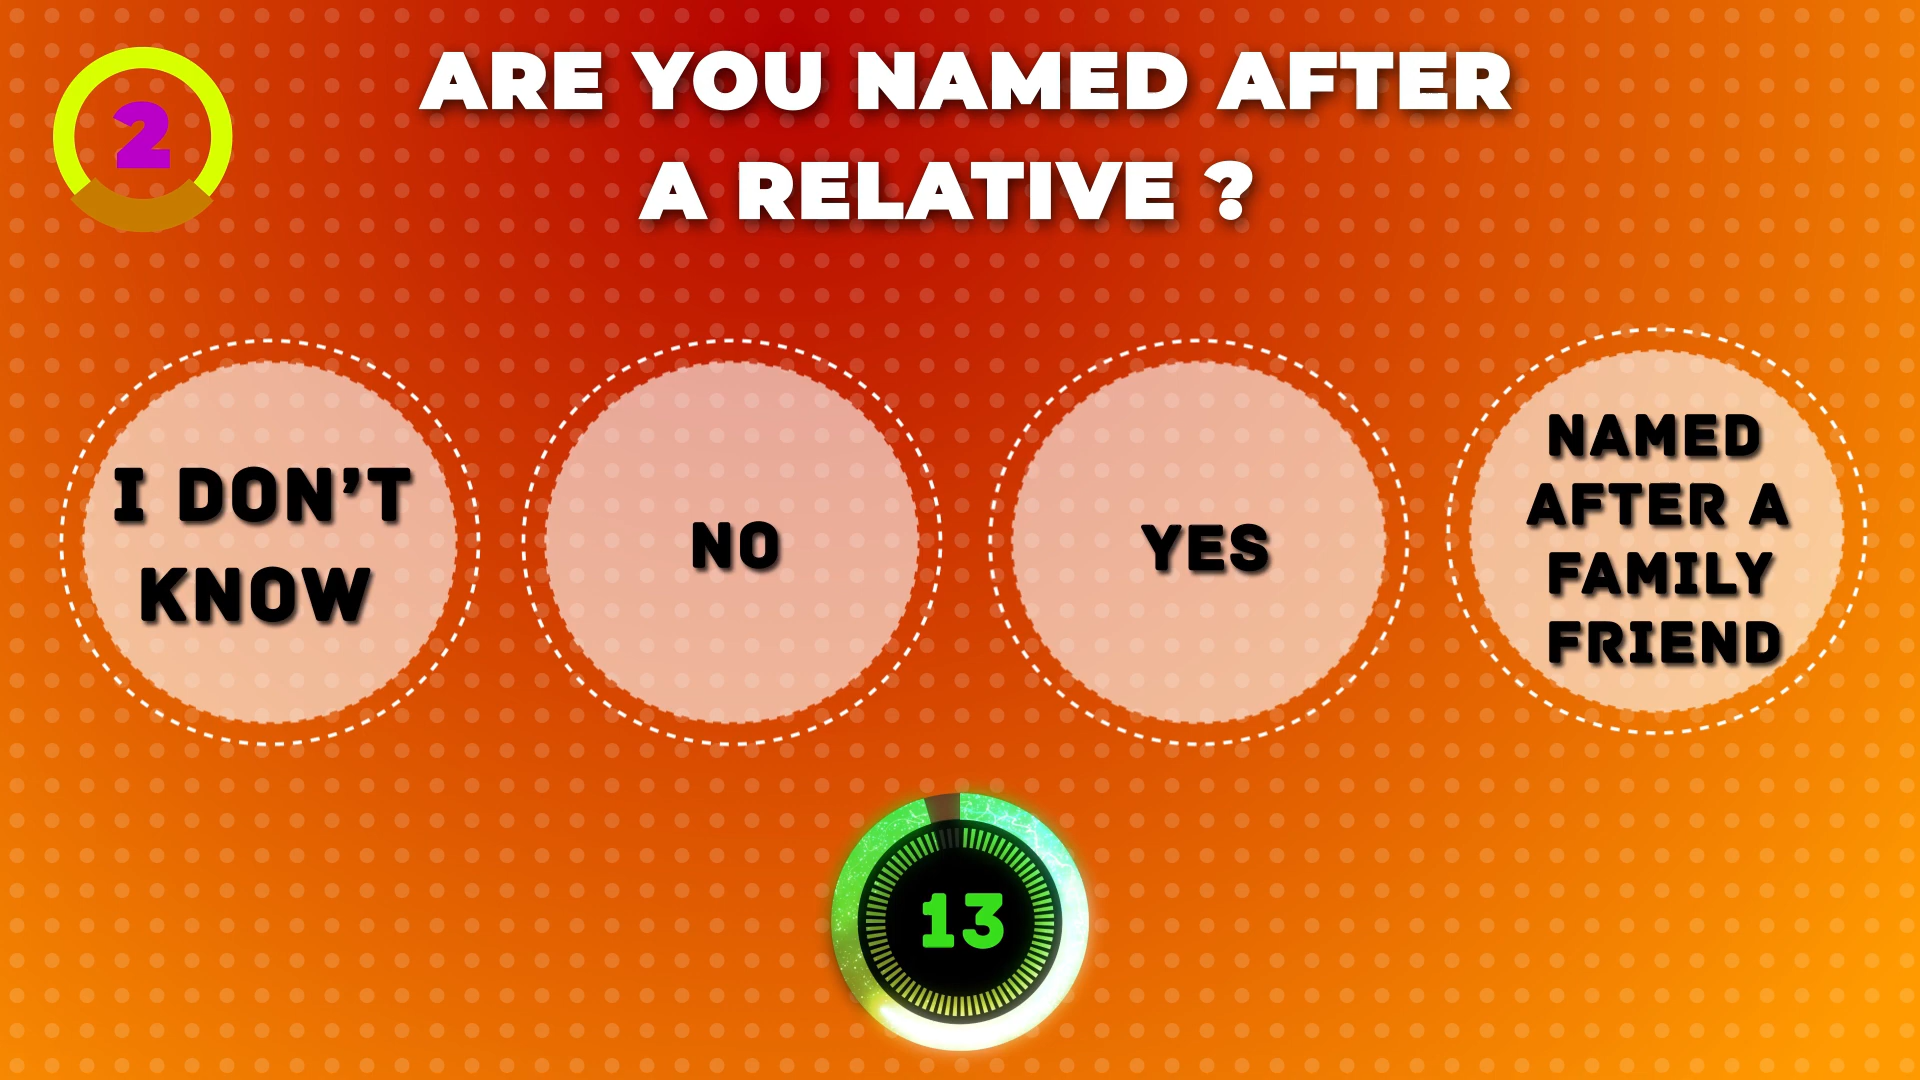 2
ARE YOU NAMED AFTER
A RELATIVE ?
I DON’T
KNOW
NO
YES
NAMED
AFTER A
FAMILY
FRIEND
13